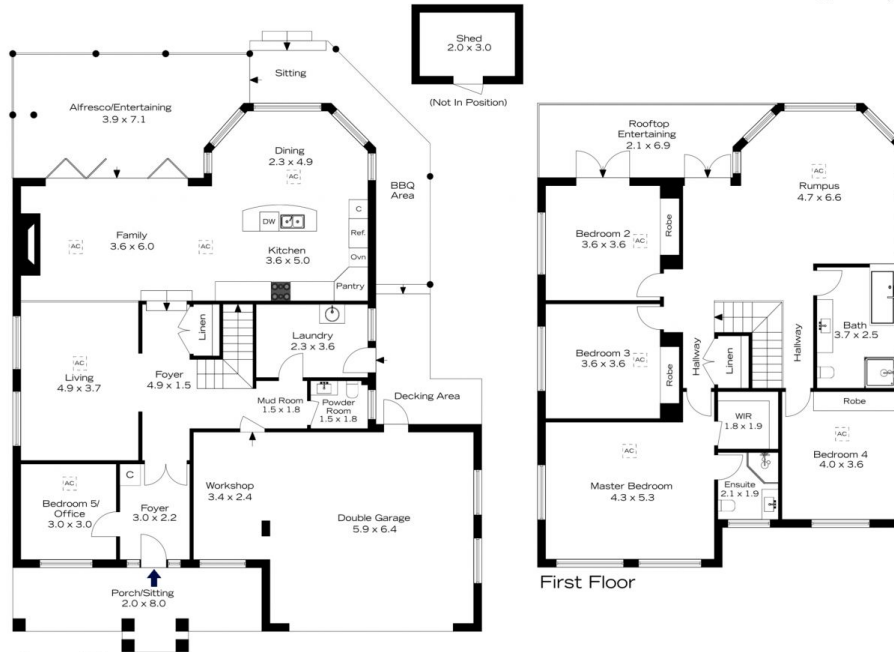 Shed
2.0 x 3.0
(Not In Position)
Sitting
Alfresco/Entertaining
3.9 x 7.1
Dining
2.3 x 4.9
AC
BBQ
Area
C
DW
Ref.
Family
3.6 x 6.0
AC
AC
Kitchen
3.6 x 5.0
Ovn
Pantry
Linen
Laundry
2.3 x 3.6
AC
Living
4.9 x 3.7
Foyer
4.9 x 1.5
Mud Room
1.5 x 1.8
Powder
Room
1.5 x 1.8
Decking Area
AC
Bedroom 5/
Office
3.0 x 3.0
C
Foyer
3.0 x 2.2
Workshop
3.4 x 2.4
Double Garage
5.9 x 6.4
Porch/Sitting
2.0 x 8.0
Rooftop
Entertaining
2.1 x 6.9
AC
Rumpus
4.7 x 6.6
Bedroom 2
3.6 x 3.6
AC
Robe
Bedroom 3
3.6 x 3.6
AC
Robe
Hallway
Linen
Hallway
Bath
3.7 x 2.5
WIR
1.8 x 1.9
Robe
AC
Bedroom 4
4.0 x 3.6
AC
Master Bedroom
4.3 x 5.3
Ensuite
2.1 x 1.9
First Floor